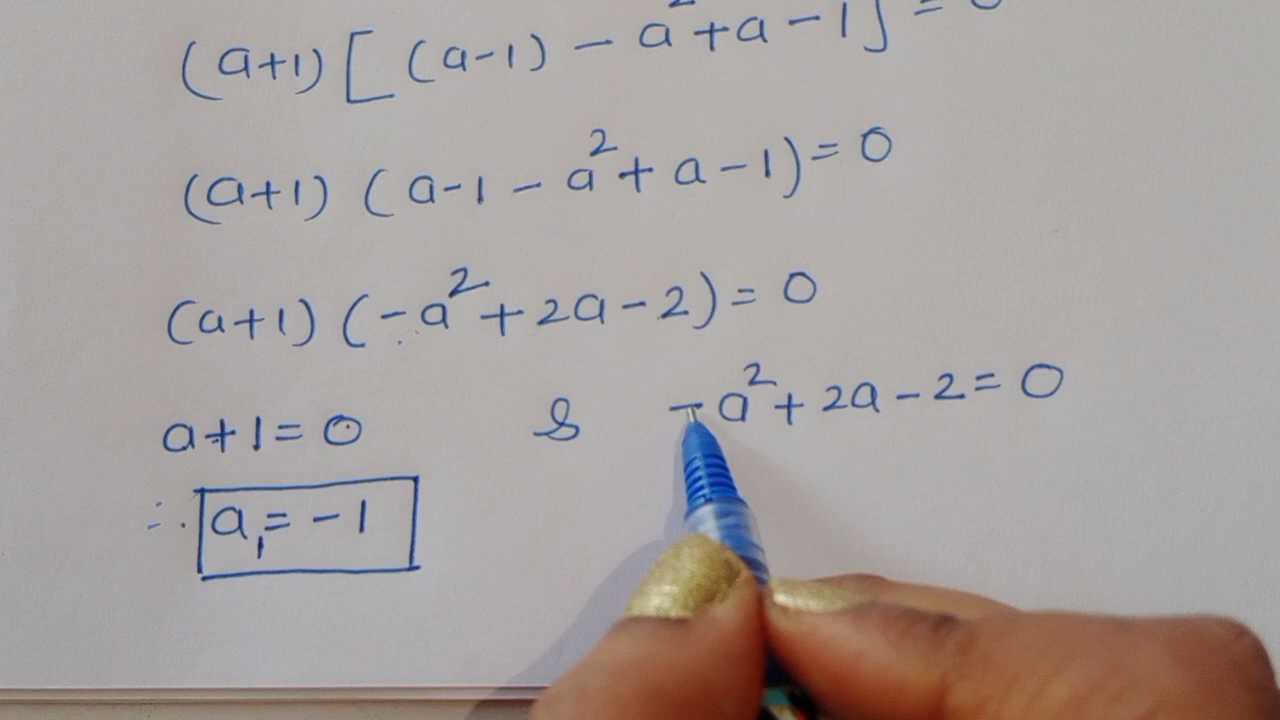 (a+1) [ (a-1) - a²+a-1] = 0
(a+1) (a-1 - a²+ a-1) = 0
(a+1) (-a²+2a-2) = 0
a+1=0 & -a²+2a-2=0
∴ a₁= -1